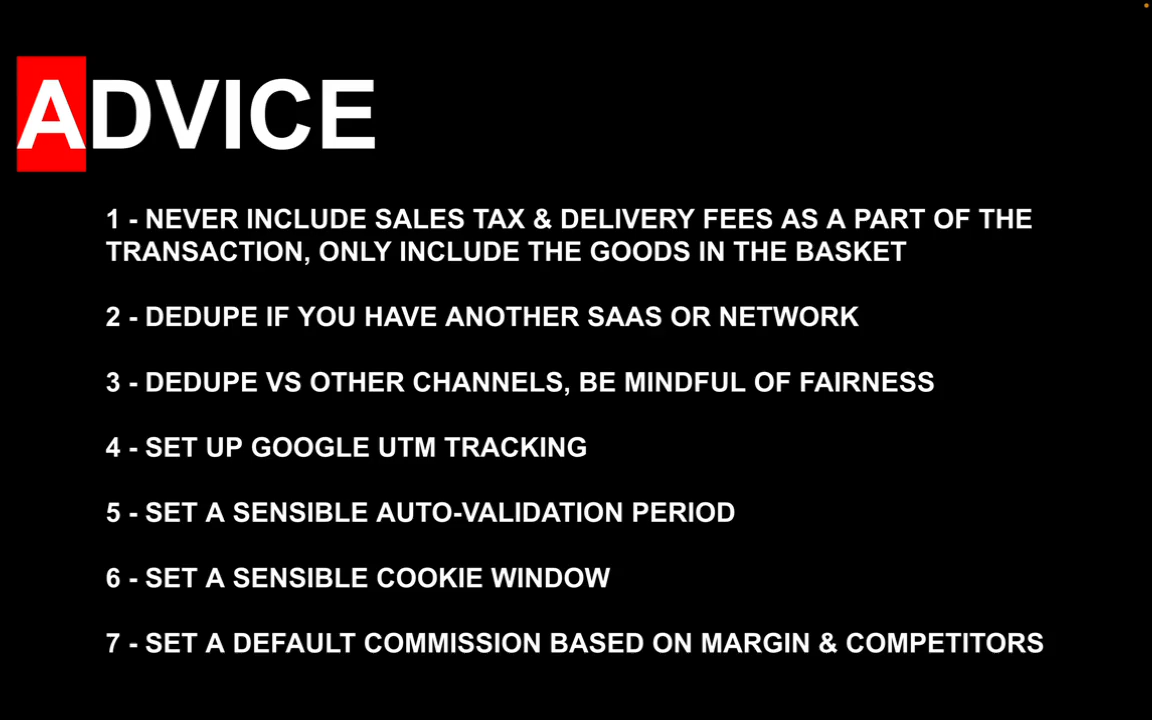 ADVICE
1 - NEVER INCLUDE SALES TAX & DELIVERY FEES AS A PART OF THE
TRANSACTION, ONLY INCLUDE THE GOODS IN THE BASKET
2 - DEDUPE IF YOU HAVE ANOTHER SAAS OR NETWORK
3 - DEDUPE VS OTHER CHANNELS, BE MINDFUL OF FAIRNESS
4 - SET UP GOOGLE UTM TRACKING
5 - SET A SENSIBLE AUTO-VALIDATION PERIOD
6 - SET A SENSIBLE COOKIE WINDOW
7 - SET A DEFAULT COMMISSION BASED ON MARGIN & COMPETITORS